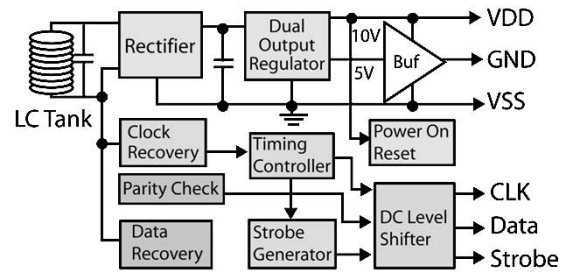 VDD
Dual
Output
Regulator
10V
Rectifier
Buf
GND
5V
VSS
LC Tank
Clock
Recovery
Timing
Controller
Power On
Reset
Parity Check
CLK
DC Level
Shifter
Data
Data
Recovery
Strobe
Generator
Strobe